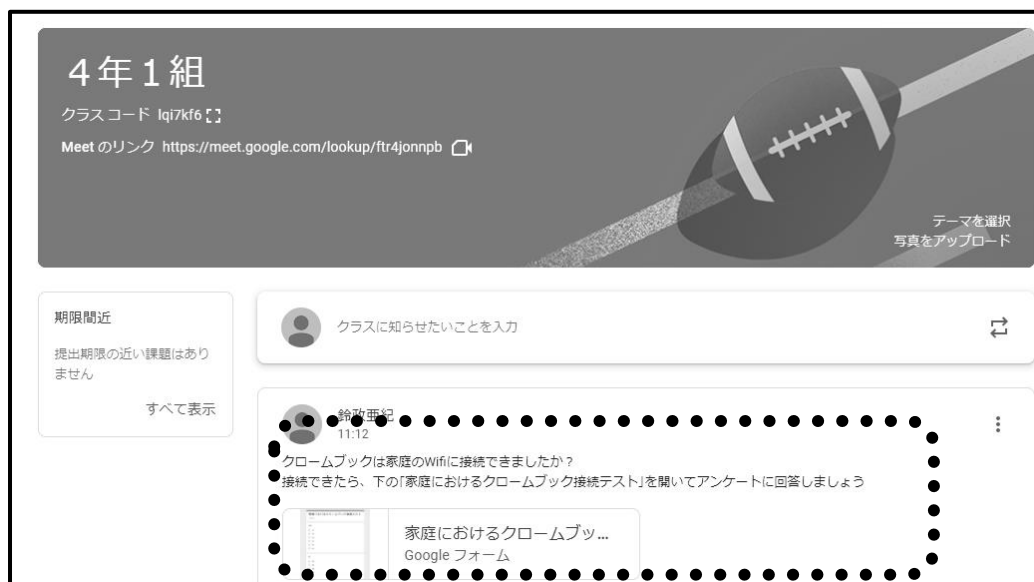 4年1組
クラス コード lqi7kf6
Meet のリンク https://meet.google.com/lookup/ftr4jonnpb
テーマを選択
写真をアップロード
期限間近
提出期限の近い課題はあり
ません
すべて表示
クラスに知らせたいことを入力
鈴政亜紀
11:12
クロームブックは家庭のWifiに接続できましたか？
接続できたら、下の「家庭におけるクロームブック接続テスト」を開いてアンケートに回答しましょう
家庭におけるクロームブッ...
Google フォーム